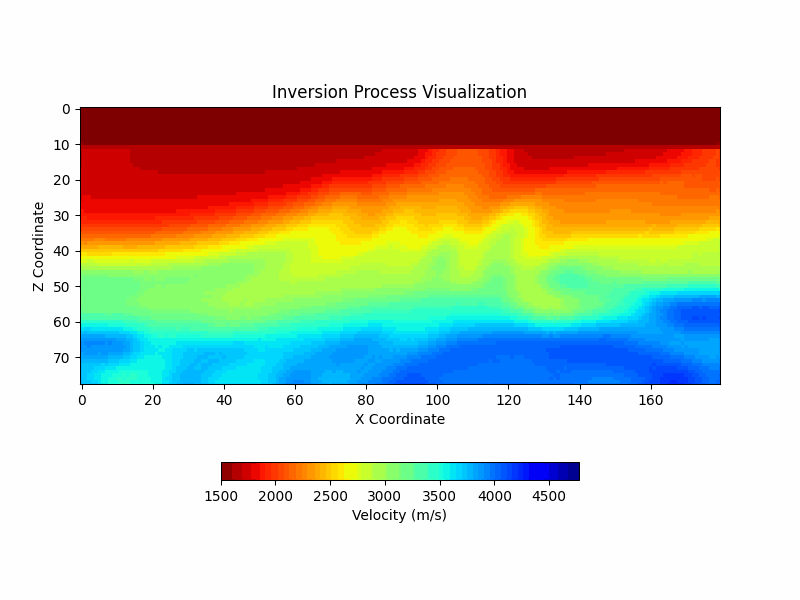 Inversion Process Visualization
0
10
20
30
40
50
60
70
Z Coordinate
0 20 40 60 80 100 120 140 160
X Coordinate
1500 2000 2500 3000 3500 4000 4500
Velocity (m/s)